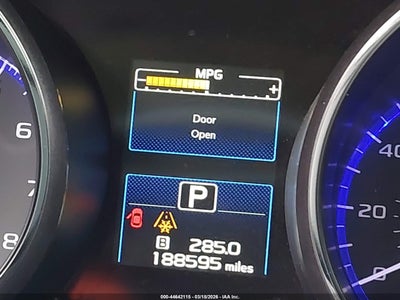 MPG
- +
Door
Open
P
B 285.0
188595 miles
6
7
8
40
20
0
000-44642115 - 03/18/2026 - IAA Inc.